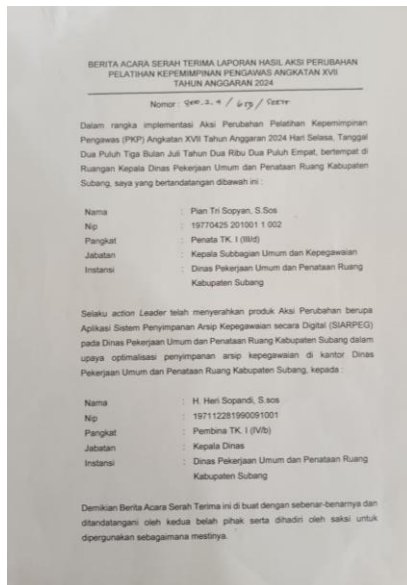 BERITA ACARA SERAH TERIMA LAPORAN HASIL AKSI PERUBAHAN
PELATIHAN KEPEMIMPINAN PENGAWAS ANGKATAN XVII
TAHUN ANGGARAN 2024
Nomor :
Dalam rangka implementasi Aksi Perubahan Pelatihan Kepemimpinan
Pengawas (PKP) Angkatan XVII Tahun Anggaran 2024 Hari Selasa, Tanggal
Dua Puluh Tiga Bulan Juli Tahun Dua Ribu Dua Puluh Empat, bertempat di
Ruangan Kepala Dinas Pekerjaan Umum dan Penataan Ruang Kabupaten
Subang, saya yang bertandatangan dibawah ini :
Nama : Pian Tri Sopyan, S.Sos
Nip : 19770425 201001 1 002
Pangkat : Penata TK. I (III/d)
Jabatan : Kepala Subbagian Umum dan Kepegawaian
Instansi : Dinas Pekerjaan Umum dan Penataan Ruang
Kabupaten Subang
Selaku action Leader telah menyerahkan produk Aksi Perubahan berupa
Aplikasi Sistem Penyimpanan Arsip Kepegawaian secara Digital (SIARPEG)
pada Dinas Pekerjaan Umum dan Penataan Ruang Kabupaten Subang dalam
upaya optimalisasi penyimpanan arsip kepegawaian di kantor Dinas
Pekerjaan Umum dan Penataan Ruang Kabupaten Subang, kepada :
Nama : H. Heri Sopandi, S.sos
Nip : 197112281990091001
Pangkat : Pembina TK. I (IV/b)
Jabatan : Kepala Dinas
Instansi : Dinas Pekerjaan Umum dan Penataan Ruang
Kabupaten Subang
Demikian Berita Acara Serah Terima ini di buat dengan sebenar-benarnya dan
ditandatangani oleh kedua belah pihak serta dihadiri oleh saksi untuk
dipergunakan sebagaimana mestinya.